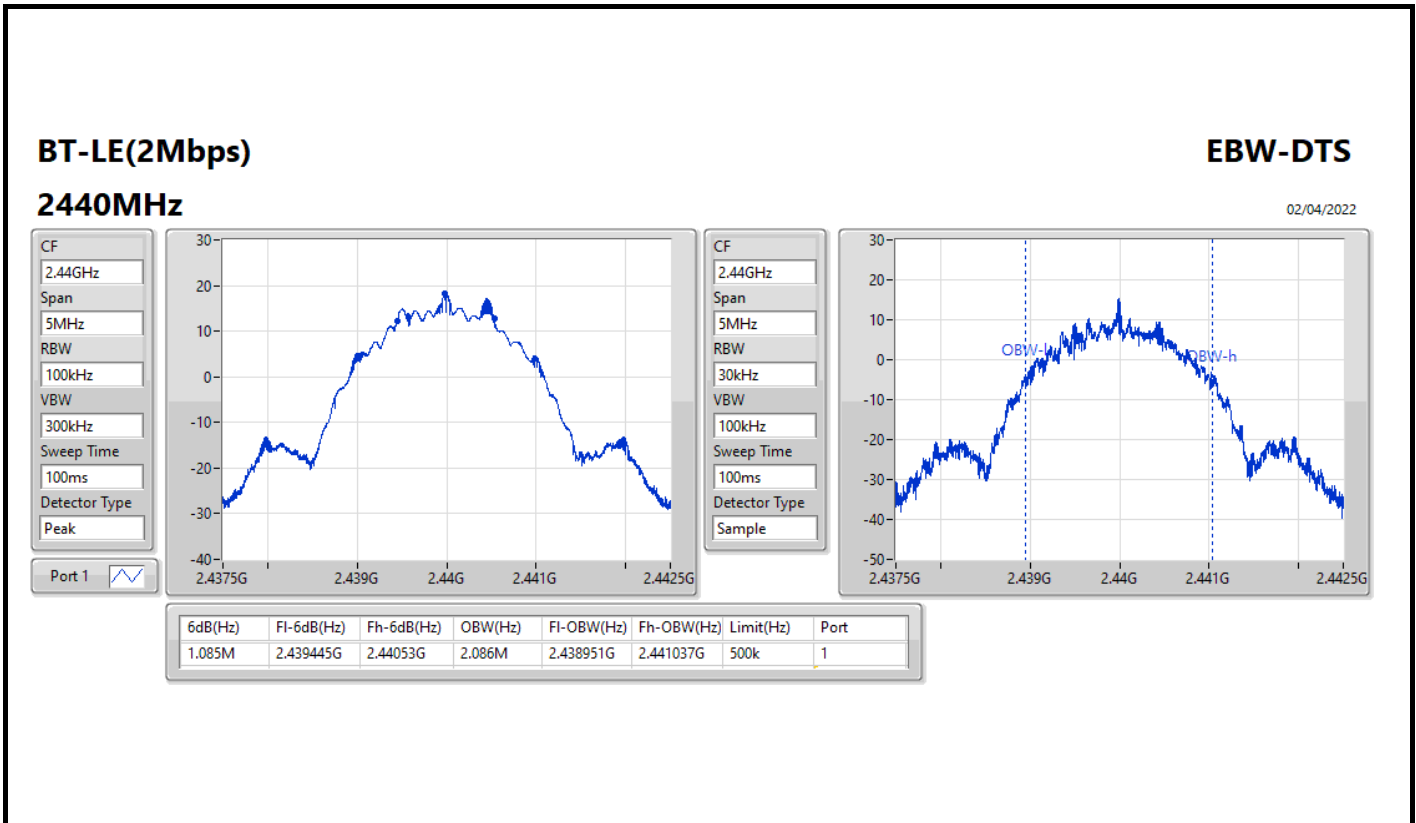 BT-LE(2Mbps)
EBW-DTS
2440MHz
02/04/2022
CF
2.44GHz
Span
5MHz
RBW
100kHz
VBW
300kHz
Sweep Time
100ms
Detector Type
Peak
Port 1
30
20
10
0
-10
-20
-30
-40
2.4375G 2.439G 2.44G 2.441G 2.4425G
CF
2.44GHz
Span
5MHz
RBW
30kHz
VBW
100kHz
Sweep Time
100ms
Detector Type
Sample
30
20
10
0
-10
-20
-30
-40
-50
OBW-l OBW-h
2.4375G 2.439G 2.44G 2.441G 2.4425G
6dB(Hz) Fl-6dB(Hz) Fh-6dB(Hz) OBW(Hz) Fl-OBW(Hz) Fh-OBW(Hz) Limit(Hz) Port
1.085M 2.439445G 2.44053G 2.086M 2.438951G 2.441037G 500k 1